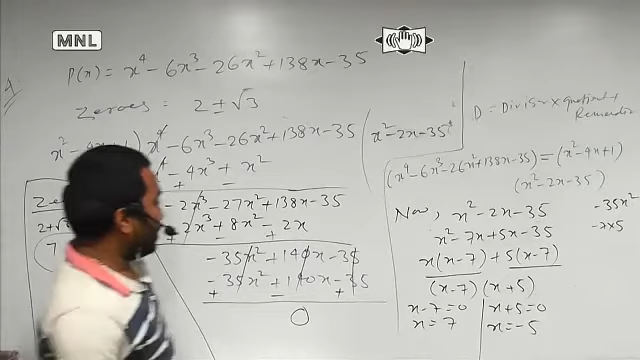 MNL
P(x) = x⁴ - 6x³ - 26x² + 138x - 35
Zeroes = 2 ± √3
x² - 4x + 1) x⁴ - 6x³ - 26x² + 138x - 35 ( x² - 2x - 35
- 4x³ + x²
+ -
- 2x³ - 27x² + 138x - 35
- 2x³ + 8x² - 2x
+ - +
- 35x² + 140x - 35
- 35x² + 140x - 35
+ - +
0
D = Divisor × quotient + Remainder
(x⁴ - 6x³ - 26x² + 138x - 35) = (x² - 4x + 1)
(x² - 2x - 35)
Now, x² - 2x - 35
x² - 7x + 5x - 35
x(x-7) + 5(x-7)
(x-7) (x+5)
x-7=0 | x+5=0
x=7 | x=-5
-35x²
-7×5